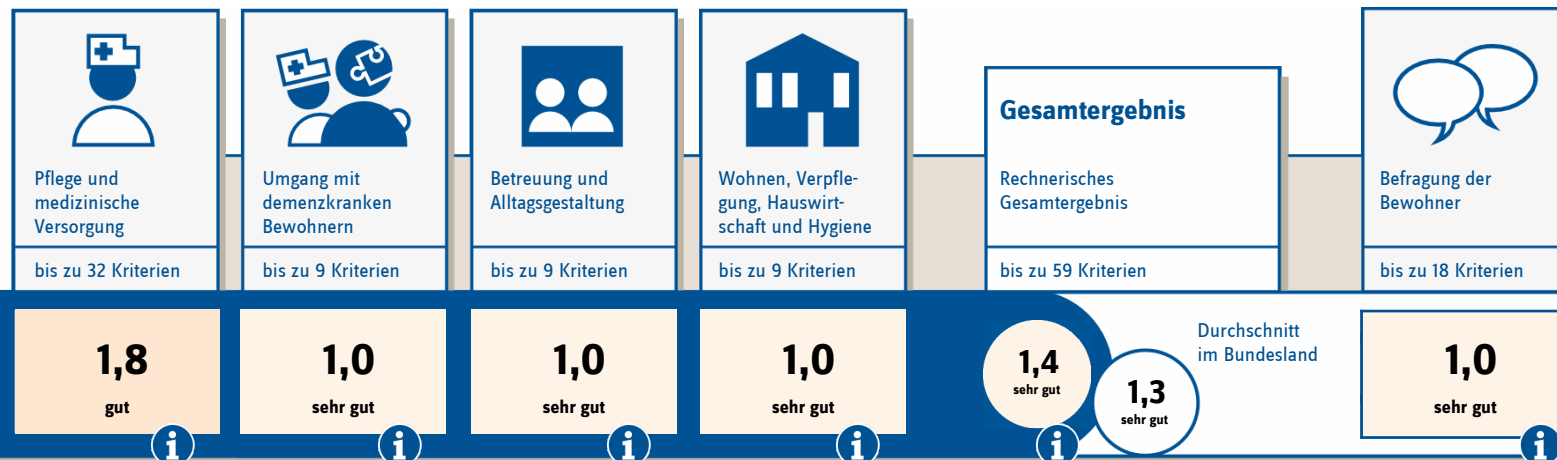 Pflege und
medizinische
Versorgung
bis zu 32 Kriterien
1,8
gut
Umgang mit
demenzkranken
Bewohnern
bis zu 9 Kriterien
1,0
sehr gut
Betreuung und
Alltagsgestaltung
bis zu 9 Kriterien
1,0
sehr gut
Wohnen, Verpfle-
gung, Hauswirt-
schaft und Hygiene
bis zu 9 Kriterien
1,0
sehr gut
Gesamtergebnis
Rechnerisches
Gesamtergebnis
bis zu 59 Kriterien
1,4
sehr gut
Durchschnitt
im Bundesland
1,3
sehr gut
Befragung der
Bewohner
bis zu 18 Kriterien
1,0
sehr gut